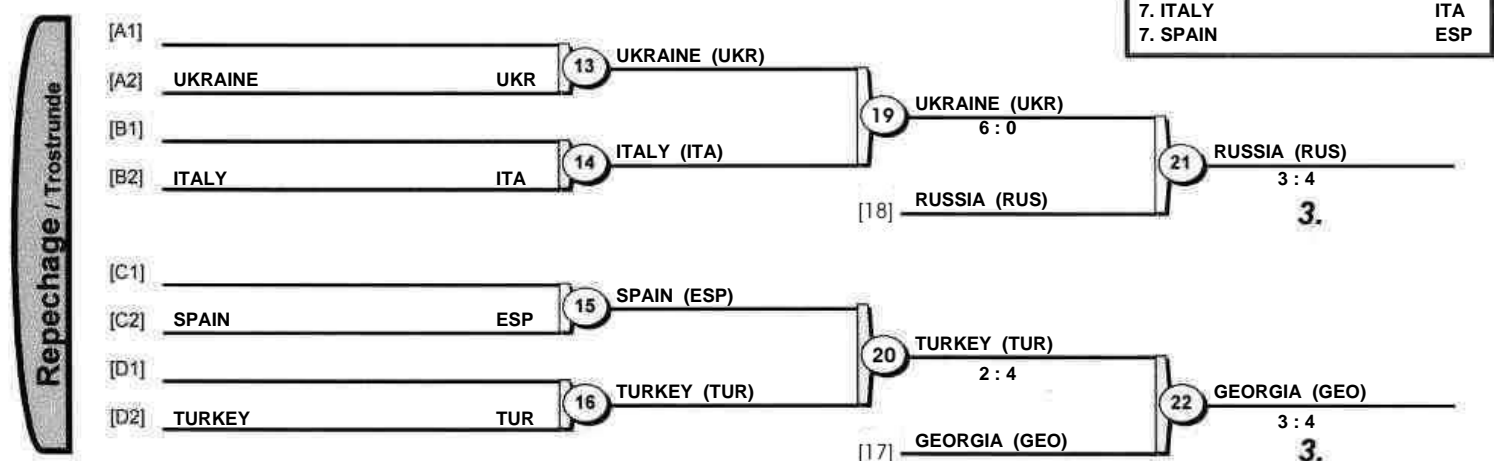 7. ITALY ITA
7. SPAIN ESP
Repechage / Trostrunde
[A1]
[A2] UKRAINE UKR
13 UKRAINE (UKR)
[B1]
[B2] ITALY ITA
14 ITALY (ITA)
19 UKRAINE (UKR)
6 : 0
[18] RUSSIA (RUS)
21 RUSSIA (RUS)
3 : 4
3.
[C1]
[C2] SPAIN ESP
15 SPAIN (ESP)
[D1]
[D2] TURKEY TUR
16 TURKEY (TUR)
20 TURKEY (TUR)
2 : 4
[17] GEORGIA (GEO)
22 GEORGIA (GEO)
3 : 4
3.